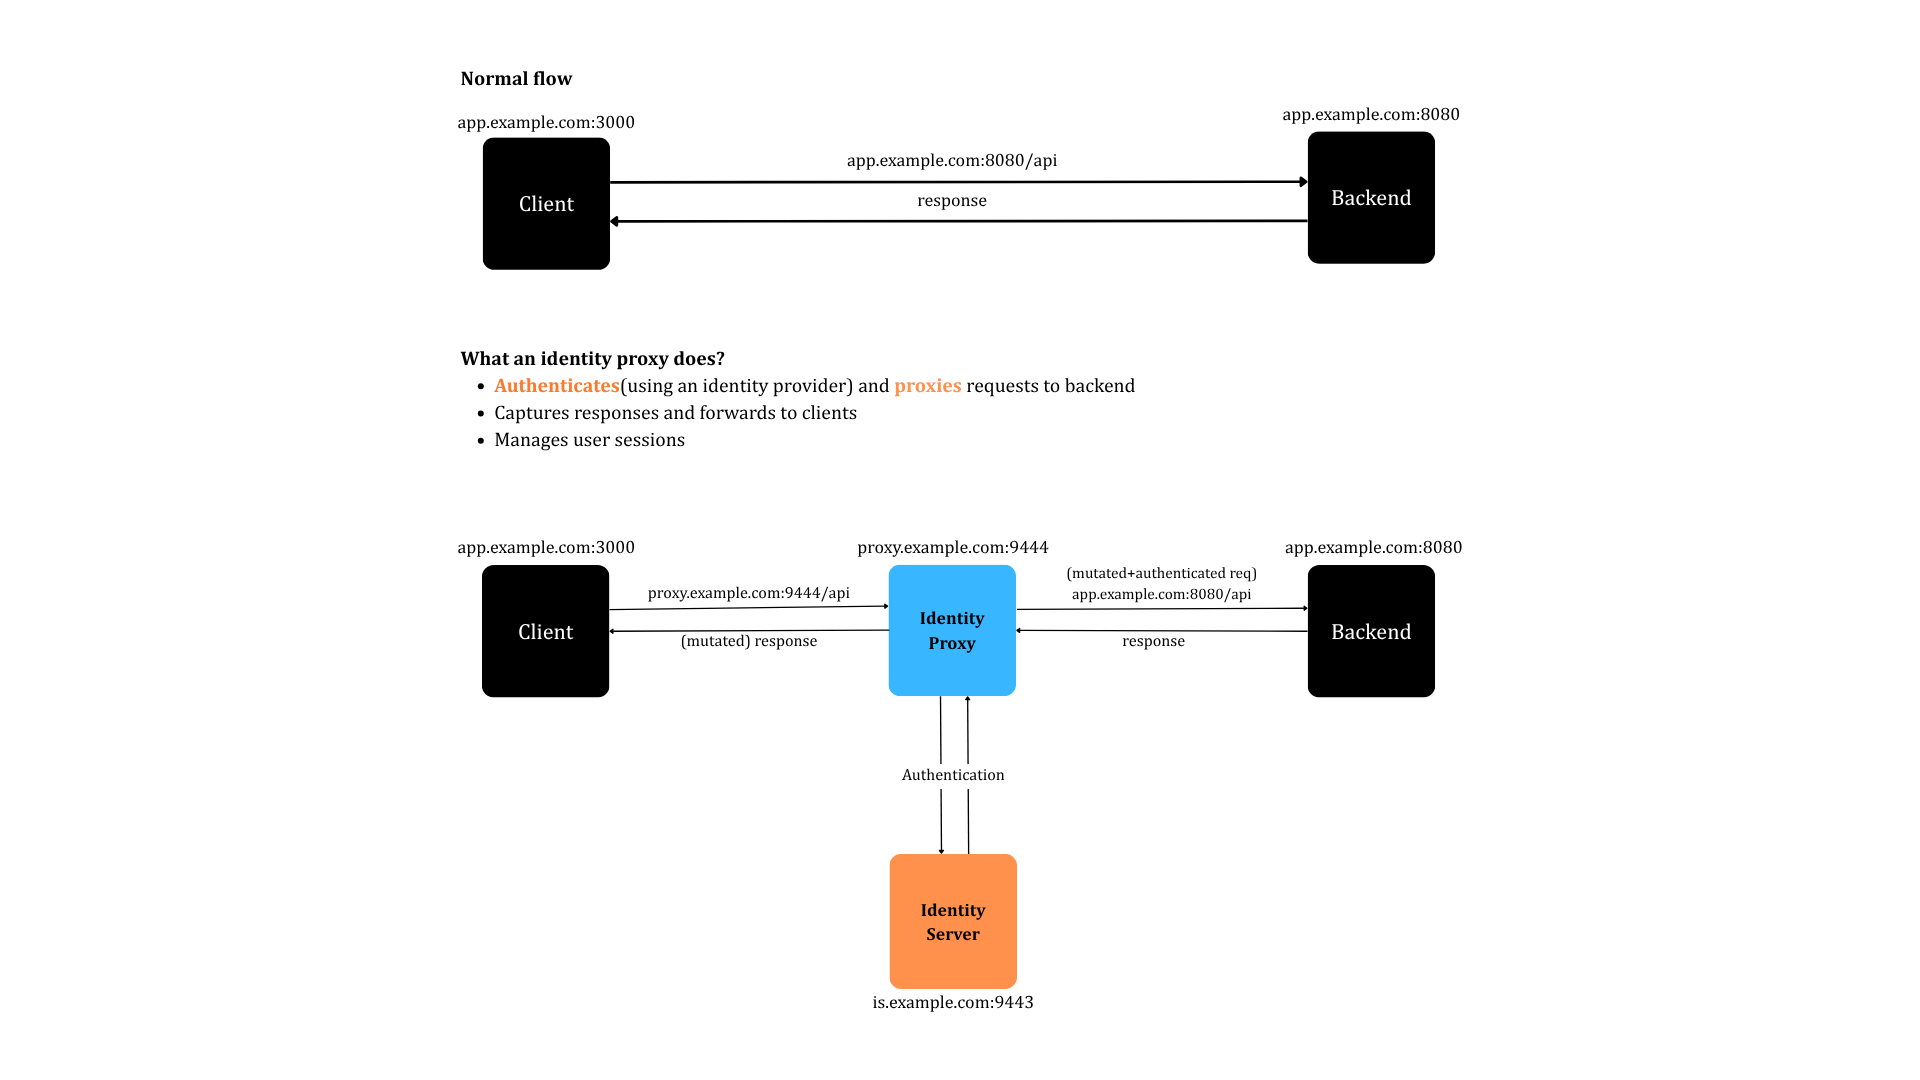 Normal flow
app.example.com:3000
app.example.com:8080
Client
app.example.com:8080/api
response
Backend
What an identity proxy does?
• Authenticates(using an identity provider) and proxies requests to backend
• Captures responses and forwards to clients
• Manages user sessions
app.example.com:3000
proxy.example.com:9444
app.example.com:8080
Client
proxy.example.com:9444/api
(mutated) response
Identity
Proxy
(mutated+authenticated req)
app.example.com:8080/api
response
Backend
Authentication
Identity
Server
is.example.com:9443